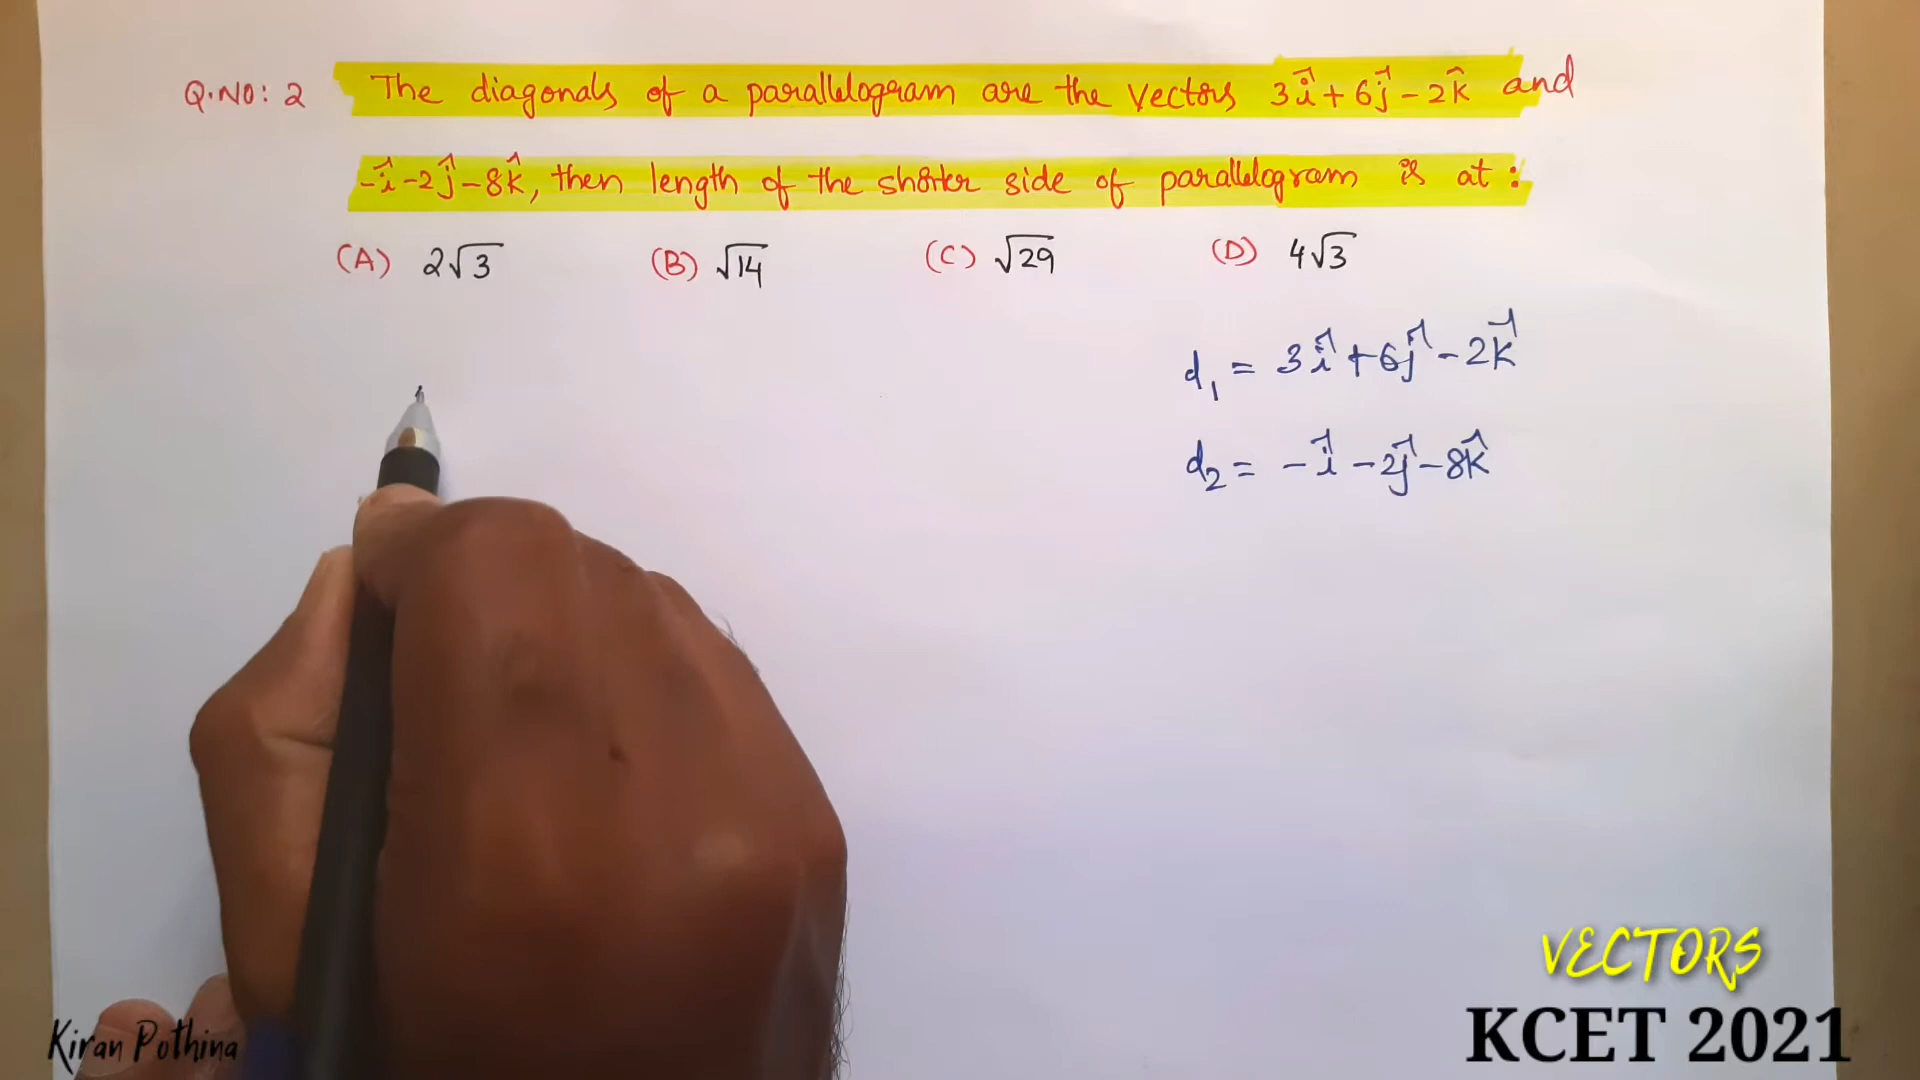 Q.NO: 2 The diagonals of a parallelogram are the vectors 3î + 6ĵ - 2k̂ and
-î - 2ĵ - 8k̂, then length of the shorter side of parallelogram is at :
(A) 2√3 (B) √14 (C) √29 (D) 4√3
d₁ = 3î + 6ĵ - 2k̂
d₂ = -î - 2ĵ - 8k̂
VECTORS
KCET 2021
Kiran Pothina